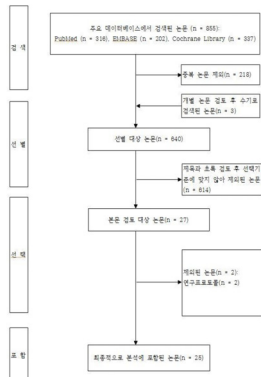 검색
주요 데이터베이스에서 검색된 논문(n = 855):
PubMed (n = 316), EMBASE (n = 202), Cochrane Library (n = 337)
중복 논문 제외(n = 218)
개별 논문 검토 후 수기로
검색된 논문(n = 3)
선별
선별 대상 논문(n = 640)
제목과 초록 검토 후 선택기
준에 맞지 않아 제외된 논문
(n = 614)
본문 검토 대상 논문(n = 27)
선택
제외된 논문(n = 2):
연구프로토콜(n = 2)
포함
최종적으로 분석에 포함된 논문(n = 25)